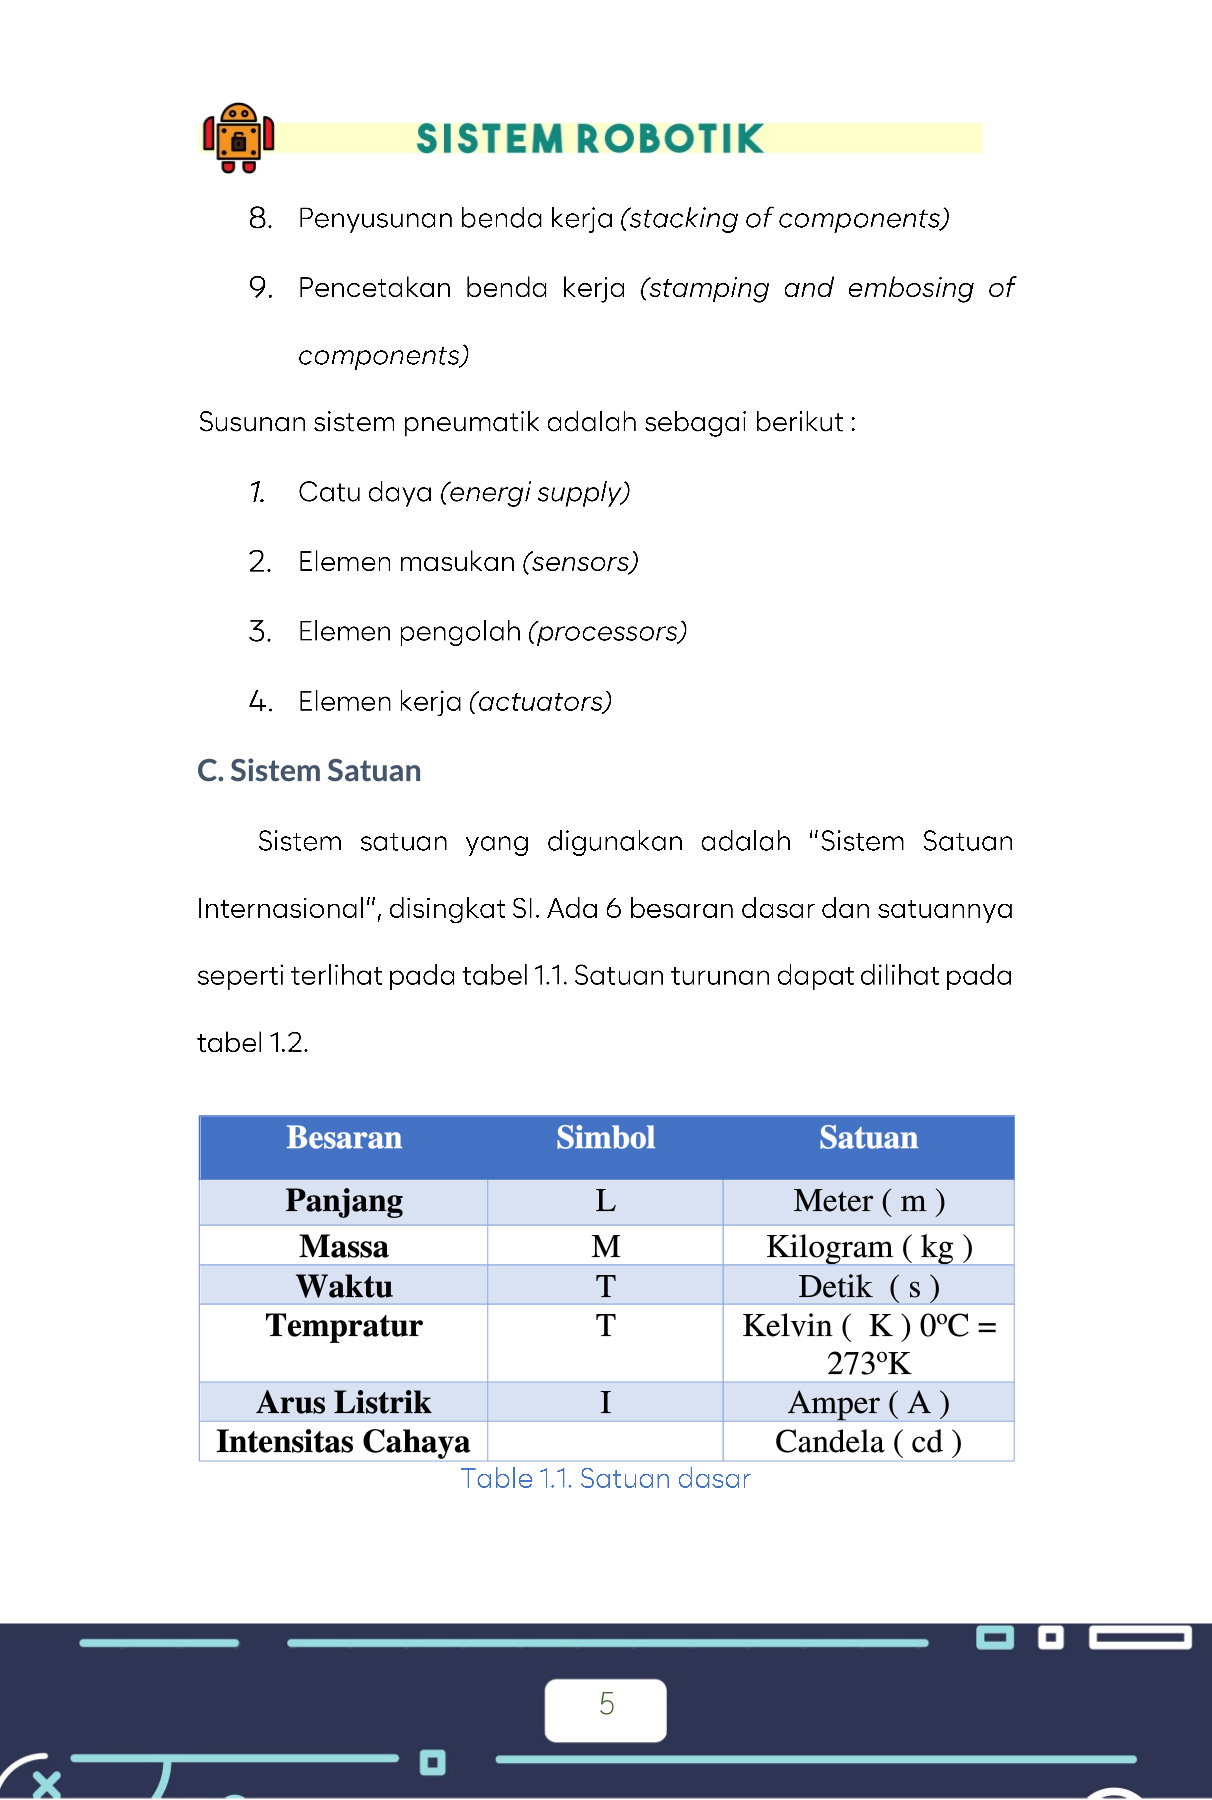 SISTEM ROBOTIK
8. Penyusunan benda kerja (stacking of components)
9. Pencetakan benda kerja (stamping and embosing of
components)
Susunan sistem pneumatik adalah sebagai berikut :
1. Catu daya (energi supply)
2. Elemen masukan (sensors)
3. Elemen pengolah (processors)
4. Elemen kerja (actuators)
C. Sistem Satuan
Sistem satuan yang digunakan adalah "Sistem Satuan
Internasional", disingkat SI. Ada 6 besaran dasar dan satuannya
seperti terlihat pada tabel 1.1. Satuan turunan dapat dilihat pada
tabel 1.2.
Besaran Simbol Satuan
Panjang L Meter ( m )
Massa M Kilogram ( kg )
Waktu T Detik ( s )
Tempratur T Kelvin ( K ) 0ºC =
273ºK
Arus Listrik I Amper ( A )
Intensitas Cahaya Candela ( cd )
Table 1.1. Satuan dasar
5